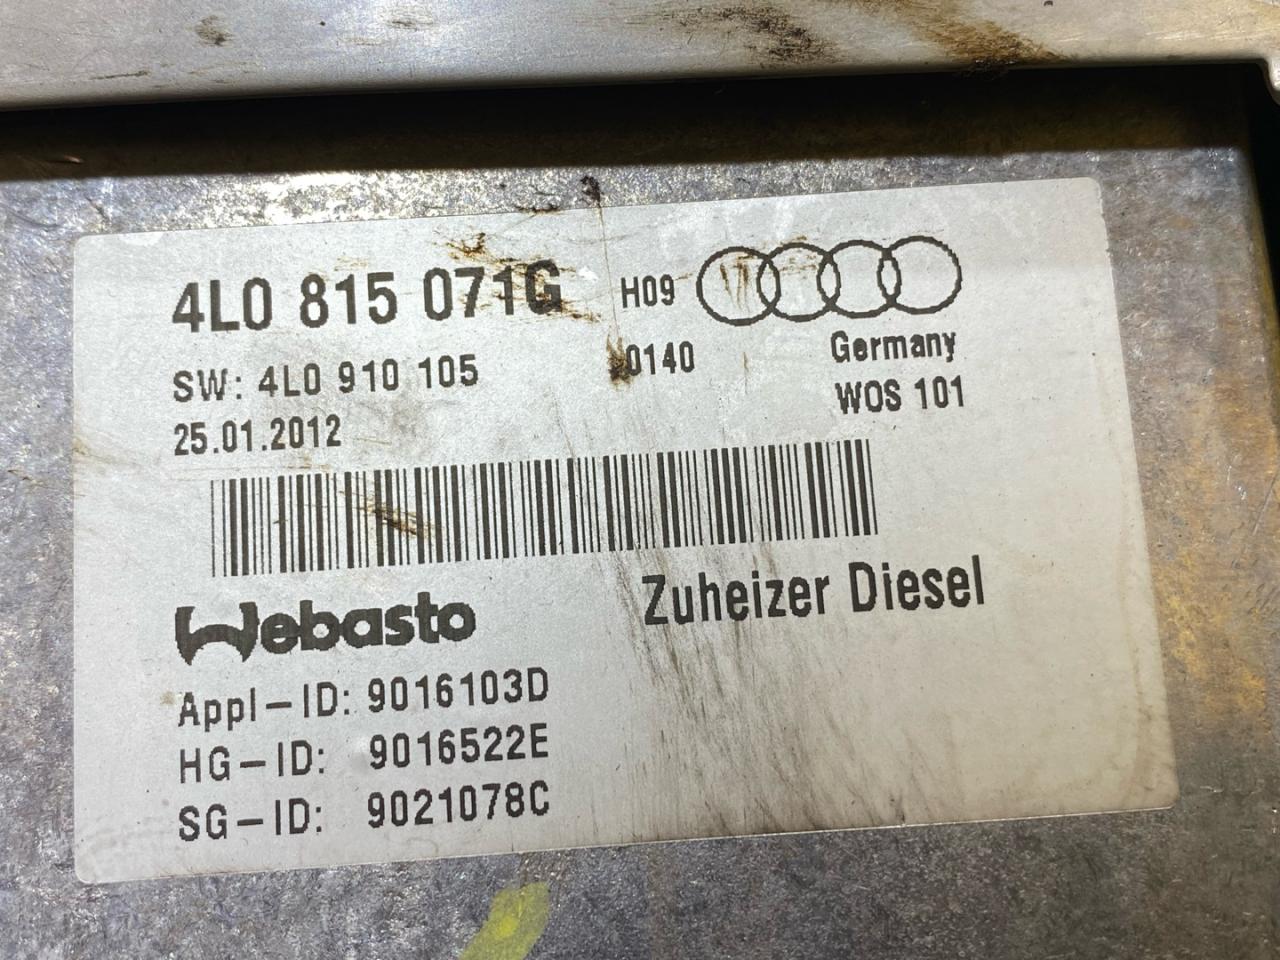 4L0 815 071G H09
SW: 4L0 910 105 0140 Germany
25.01.2012 WOS 101
Webasto Zuheizer Diesel
Appl-ID: 9016103D
HG-ID: 9016522E
SG-ID: 9021078C